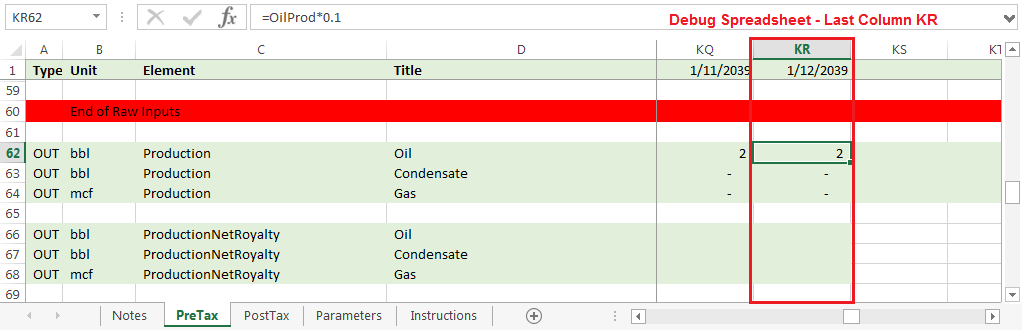 KR62 =OilProd*0.1 Debug Spreadsheet - Last Column KR
A B C D KQ KR KS KT
1 Type Unit Element Title 1/11/2039 1/12/2039
59
60 End of Raw Inputs
61
62 OUT bbl Production Oil 2 2
63 OUT bbl Production Condensate - -
64 OUT mcf Production Gas - -
65
66 OUT bbl ProductionNetRoyalty Oil
67 OUT bbl ProductionNetRoyalty Condensate
68 OUT mcf ProductionNetRoyalty Gas
69
Notes PreTax PostTax Parameters Instructions